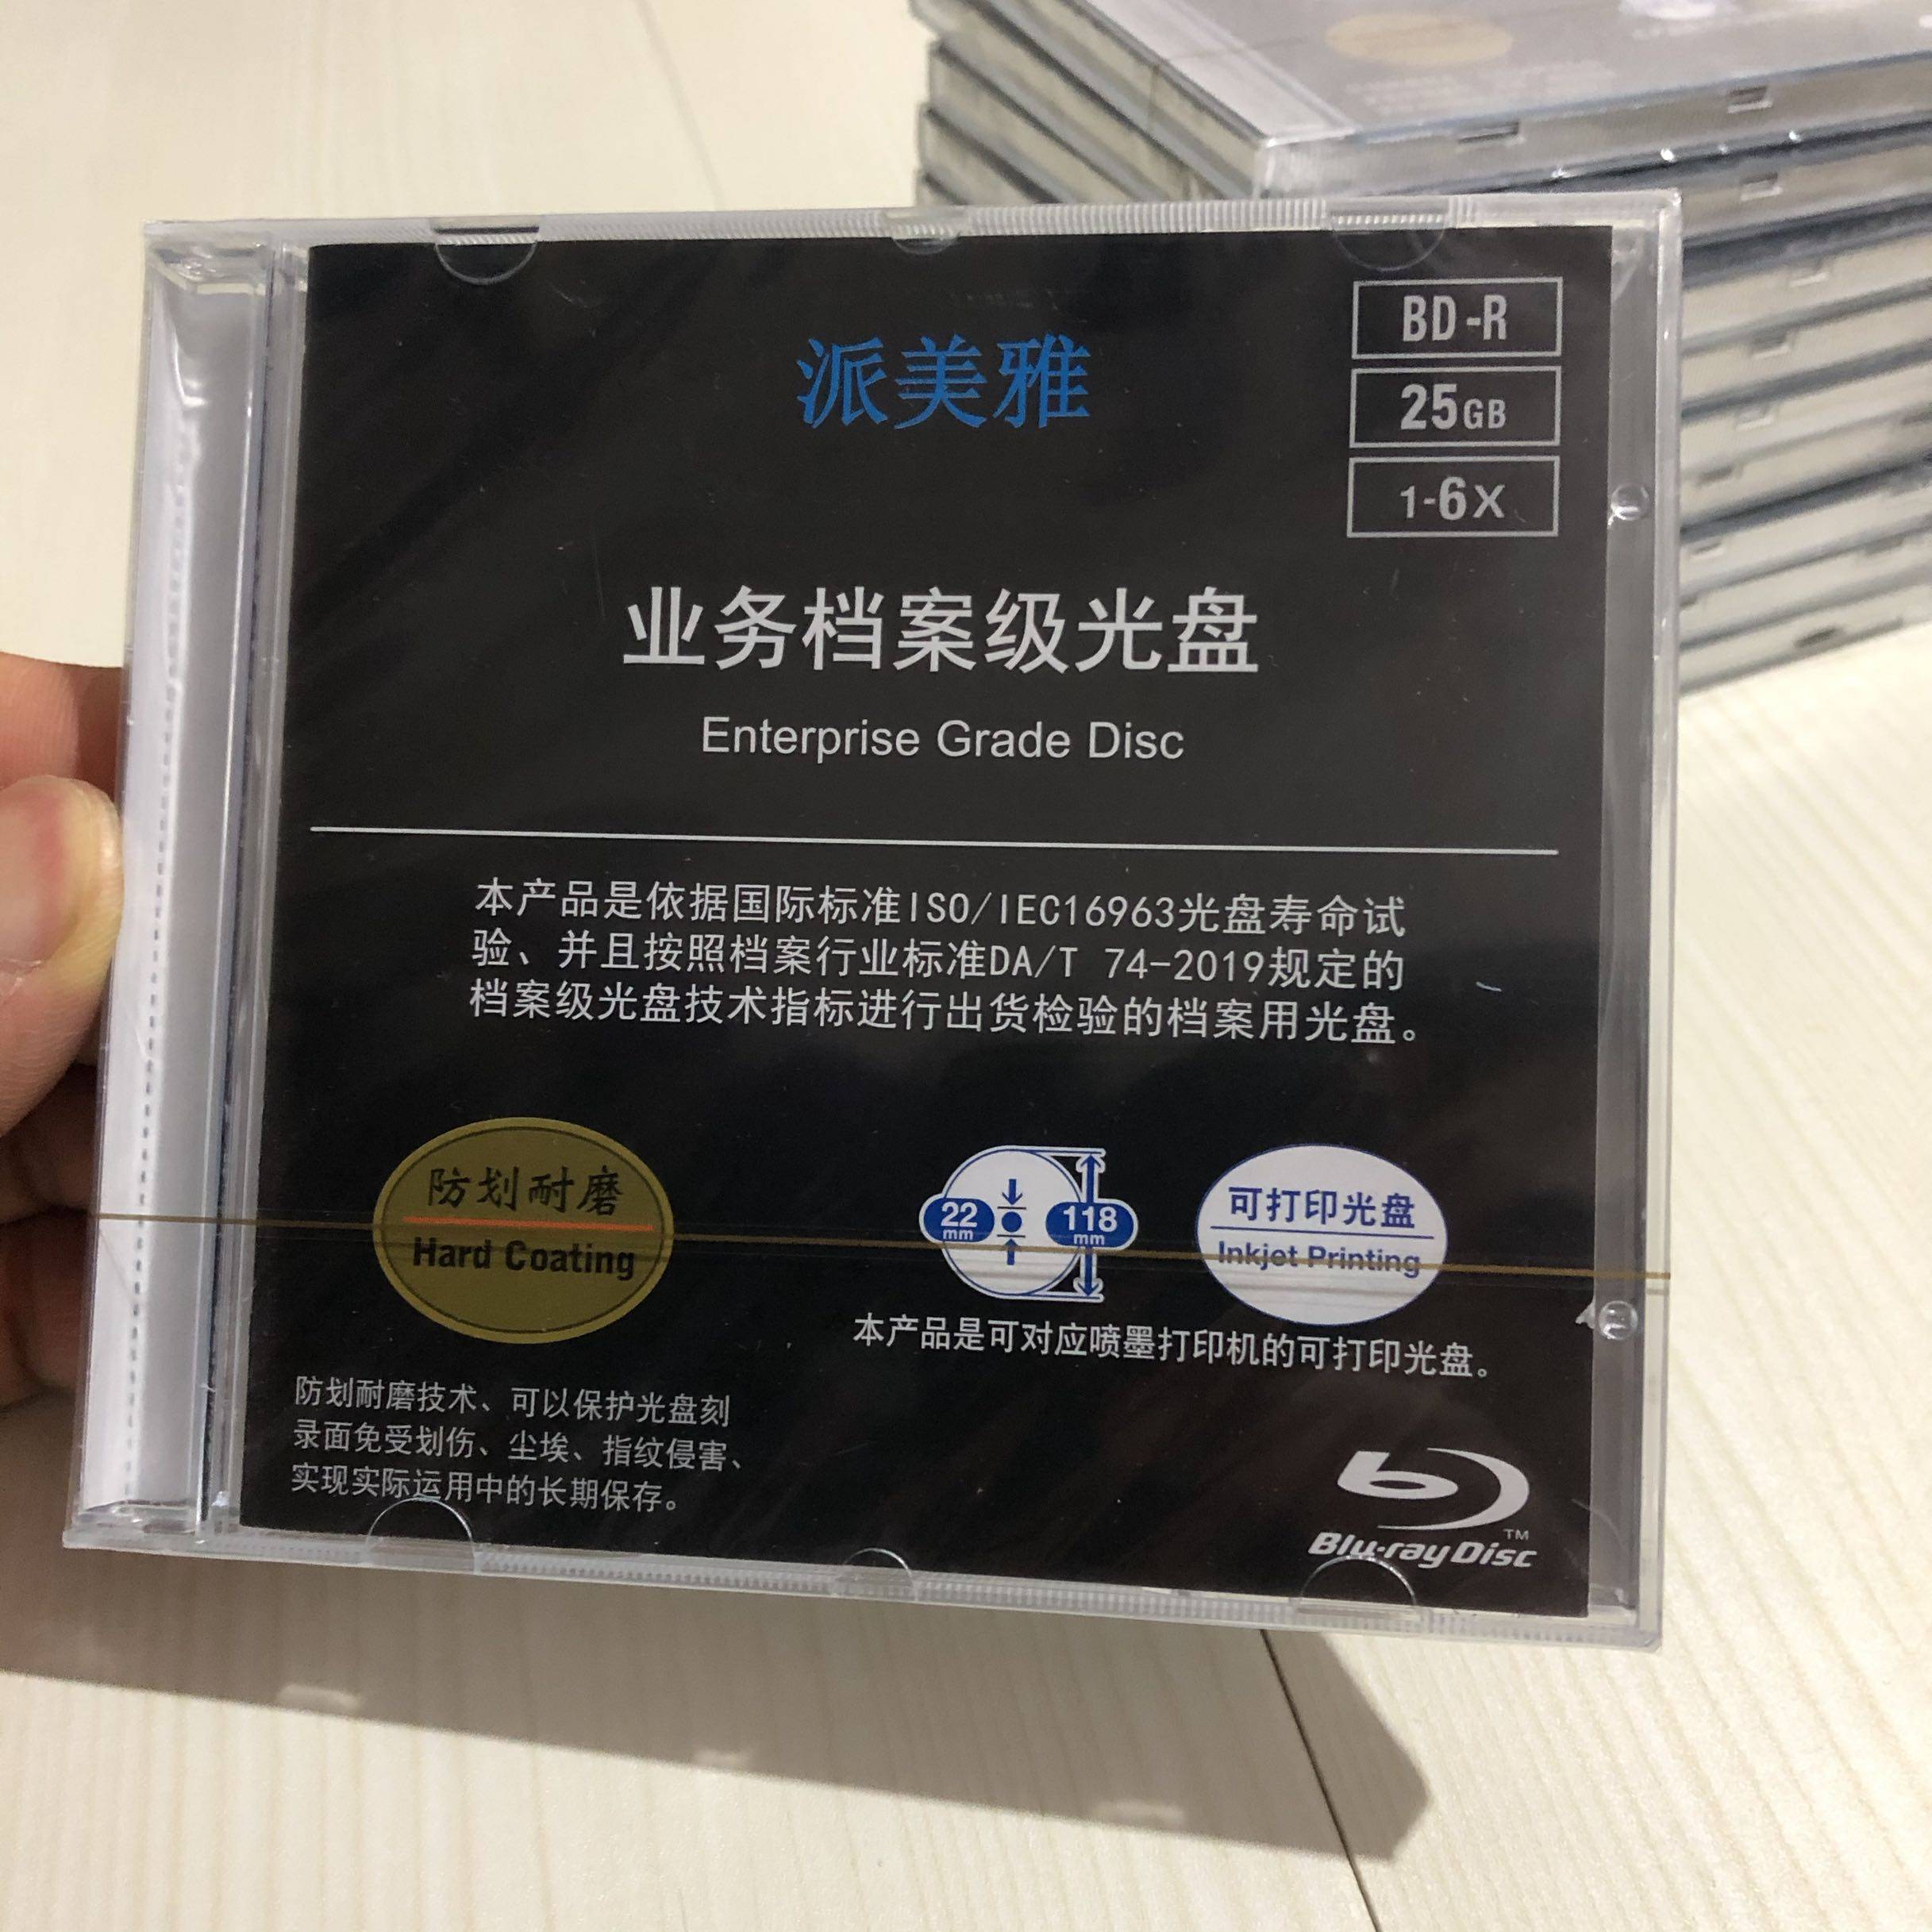 派美雅
BD-R
25GB
1-6X
业务档案级光盘
Enterprise Grade Disc
本产品是依据国际标准ISO/IEC16963光盘寿命试
验、并且按照档案行业标准DA/T 74-2019规定的
档案级光盘技术指标进行出货检验的档案用光盘。
防划耐磨
Hard Coating
防划耐磨技术、可以保护光盘刻
录面免受划伤、尘埃、指纹侵害、
实现实际运用中的长期保存。
22
mm
118
mm
可打印光盘
Inkjet Printing
本产品是可对应喷墨打印机的可打印光盘。
TM
Blu-ray Disc